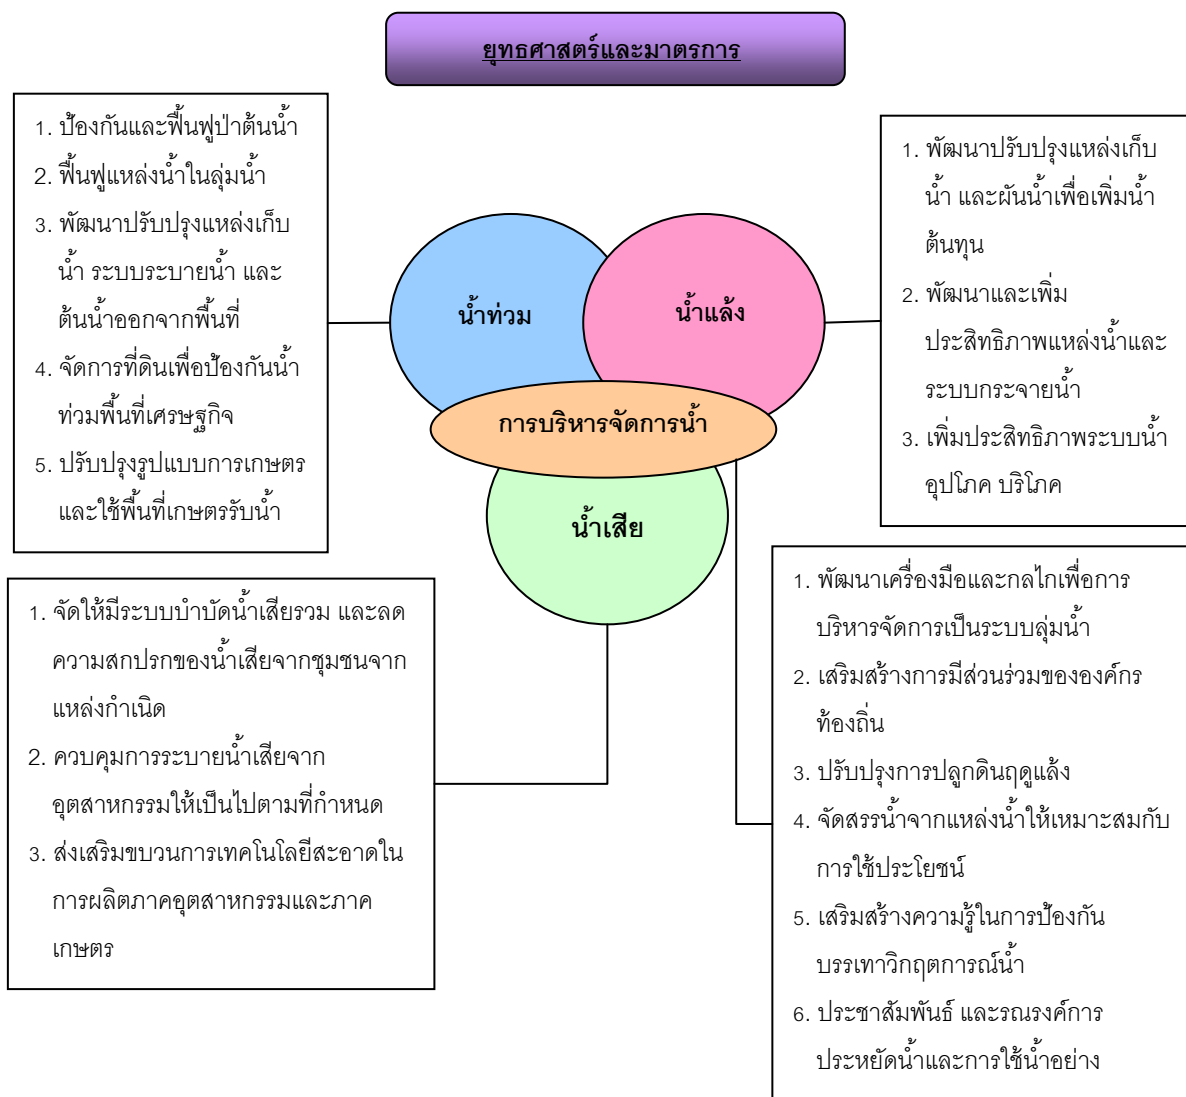 ยุทธศาสตร์และมาตรการ
1. ป้องกันและฟื้นฟูป่าต้นน้ำ
2. ฟื้นฟูแหล่งน้ำในลุ่มน้ำ
3. พัฒนาปรับปรุงแหล่งเก็บ
น้ำ ระบบระบายน้ำ และ
ต้นน้ำออกจากพื้นที่
4. จัดการที่ดินเพื่อป้องกันน้ำ
ท่วมพื้นที่เศรษฐกิจ
5. ปรับปรุงรูปแบบการเกษตร
และใช้พื้นที่เกษตรรับน้ำ
น้ำท่วม
น้ำแล้ง
การบริหารจัดการน้ำ
น้ำเสีย
1. พัฒนาปรับปรุงแหล่งเก็บ
น้ำ และผันน้ำเพื่อเพิ่มน้ำ
ต้นทุน
2. พัฒนาและเพิ่ม
ประสิทธิภาพแหล่งน้ำและ
ระบบกระจายน้ำ
3. เพิ่มประสิทธิภาพระบบน้ำ
อุปโภค บริโภค
1. จัดให้มีระบบบำบัดน้ำเสียรวม และลด
ความสกปรกของน้ำเสียจากชุมชนจาก
แหล่งกำเนิด
2. ควบคุมการระบายน้ำเสียจาก
อุตสาหกรรมให้เป็นไปตามที่กำหนด
3. ส่งเสริมขบวนการเทคโนโลยีสะอาดใน
การผลิตภาคอุตสาหกรรมและภาค
เกษตร
1. พัฒนาเครื่องมือและกลไกเพื่อการ
บริหารจัดการเป็นระบบลุ่มน้ำ
2. เสริมสร้างการมีส่วนร่วมขององค์กร
ท้องถิ่น
3. ปรับปรุงการปลูกดินฤดูแล้ง
4. จัดสรรน้ำจากแหล่งน้ำให้เหมาะสมกับ
การใช้ประโยชน์
5. เสริมสร้างความรู้ในการป้องกัน
บรรเทาวิกฤตการณ์น้ำ
6. ประชาสัมพันธ์ และรณรงค์การ
ประหยัดน้ำและการใช้น้ำอย่าง